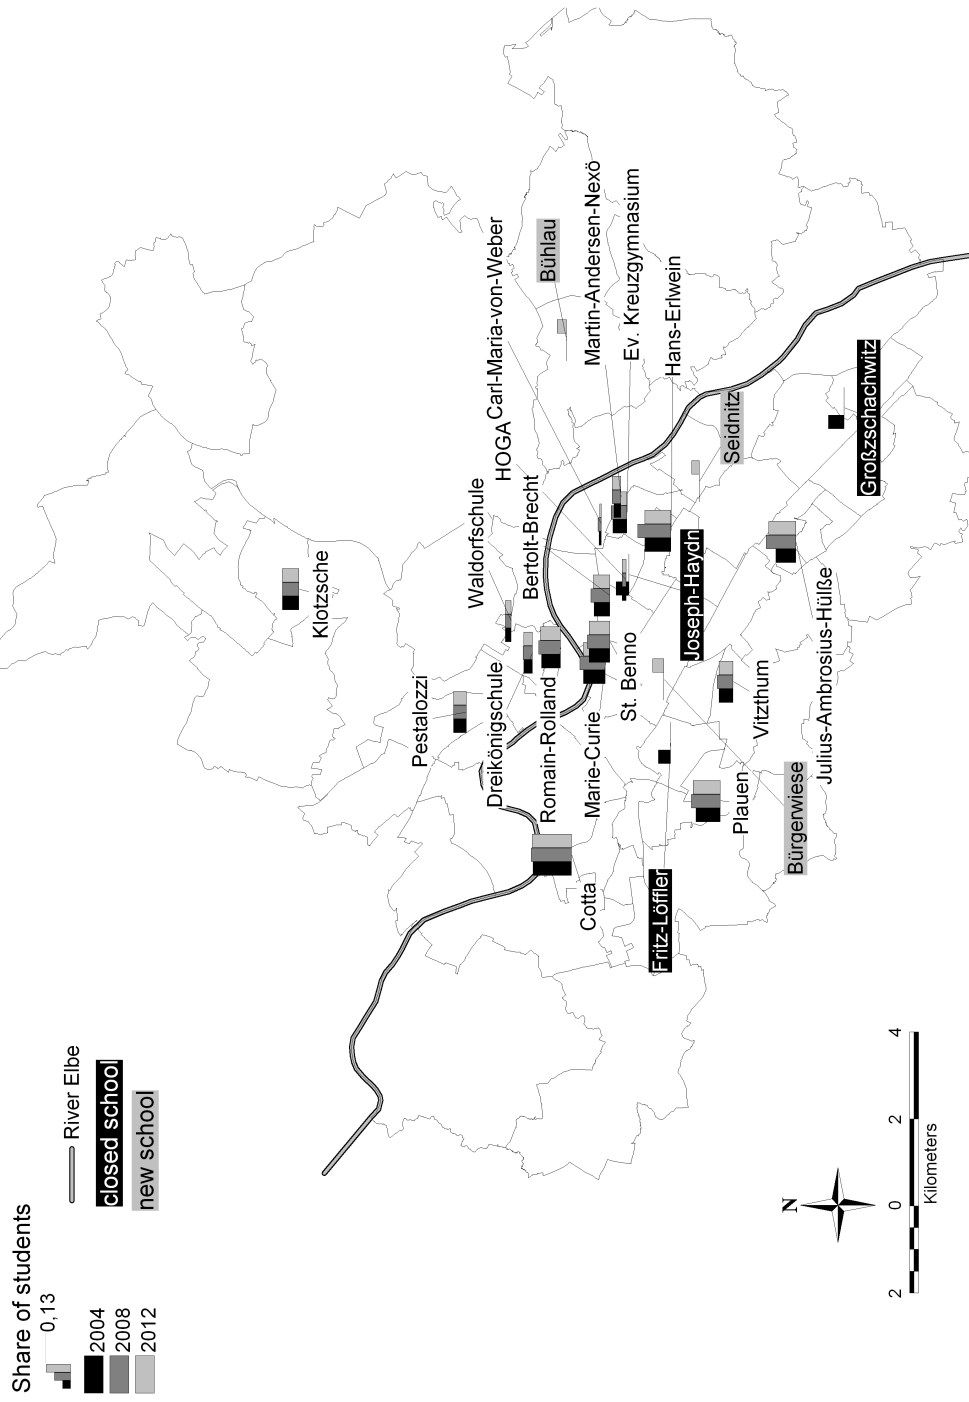 Share of students
0,13
2004
2008
2012
River Elbe
closed school
new school
Klotzsche
Pestalozzi
Waldorfschule
Dreikönigschule
HOGA
Carl-Maria-von-Weber
Bertolt-Brecht
Bühlau
Romain-Rolland
Martin-Andersen-Nexö
Marie-Curie
Cotta
St. Benno
Ev. Kreuzgymnasium
Hans-Erlwein
Fritz-Löffler
Joseph-Haydn
Seidnitz
Plauen
Vitzthum
Bürgerwiese
Julius-Ambrosius-Hülße
Großzschachwitz
N
2
0
2
4
Kilometers